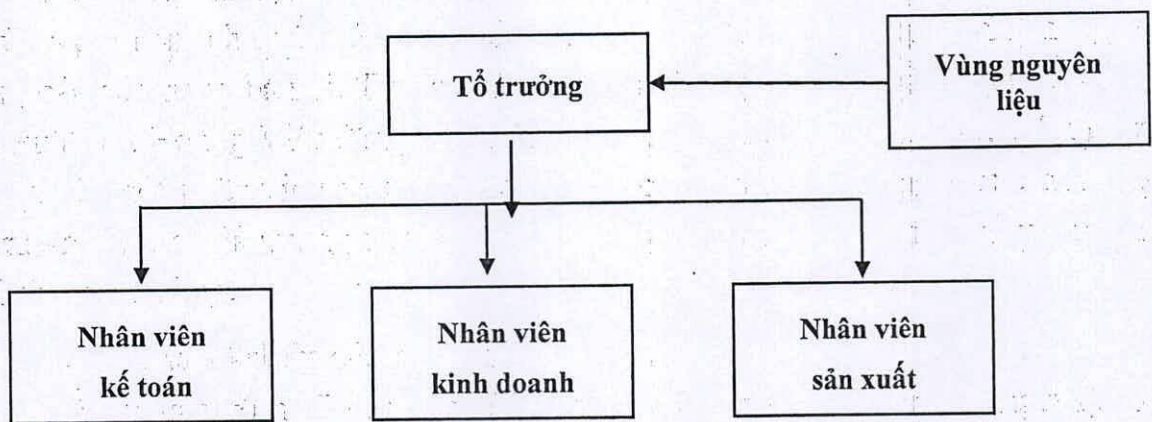 Tổ trưởng
Vùng nguyên
liệu
Nhân viên
kế toán
Nhân viên
kinh doanh
Nhân viên
sản xuất